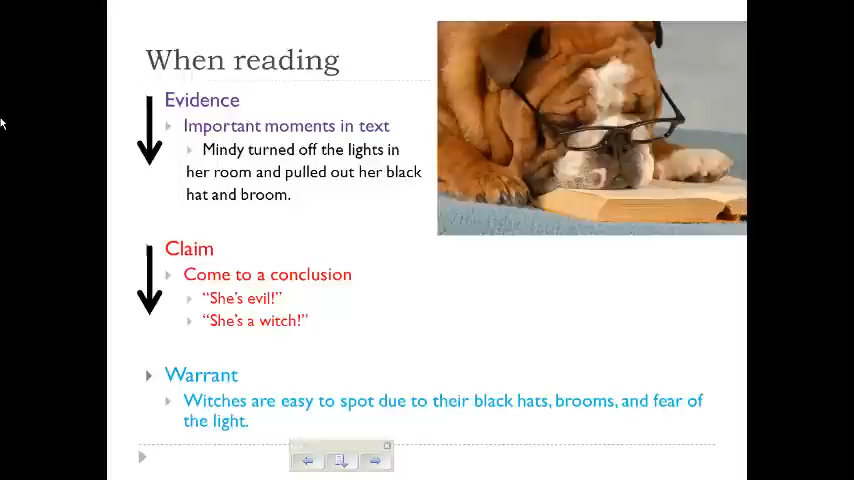 When reading
Evidence
Important moments in text
Mindy turned off the lights in
her room and pulled out her black
hat and broom.
Claim
Come to a conclusion
“She’s evil!”
“She’s a witch!”
Warrant
Witches are easy to spot due to their black hats, brooms, and fear of
the light.